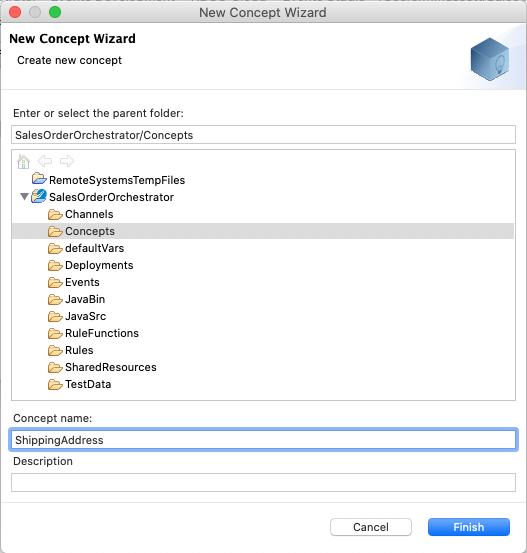 New Concept Wizard
New Concept Wizard
Create new concept
Enter or select the parent folder:
SalesOrderOrchestrator/Concepts
RemoteSystemsTempFiles
SalesOrderOrchestrator
Channels
Concepts
defaultVars
Deployments
Events
JavaBin
JavaSrc
RuleFunctions
Rules
SharedResources
TestData
Concept name:
ShippingAddress
Description
Cancel
Finish